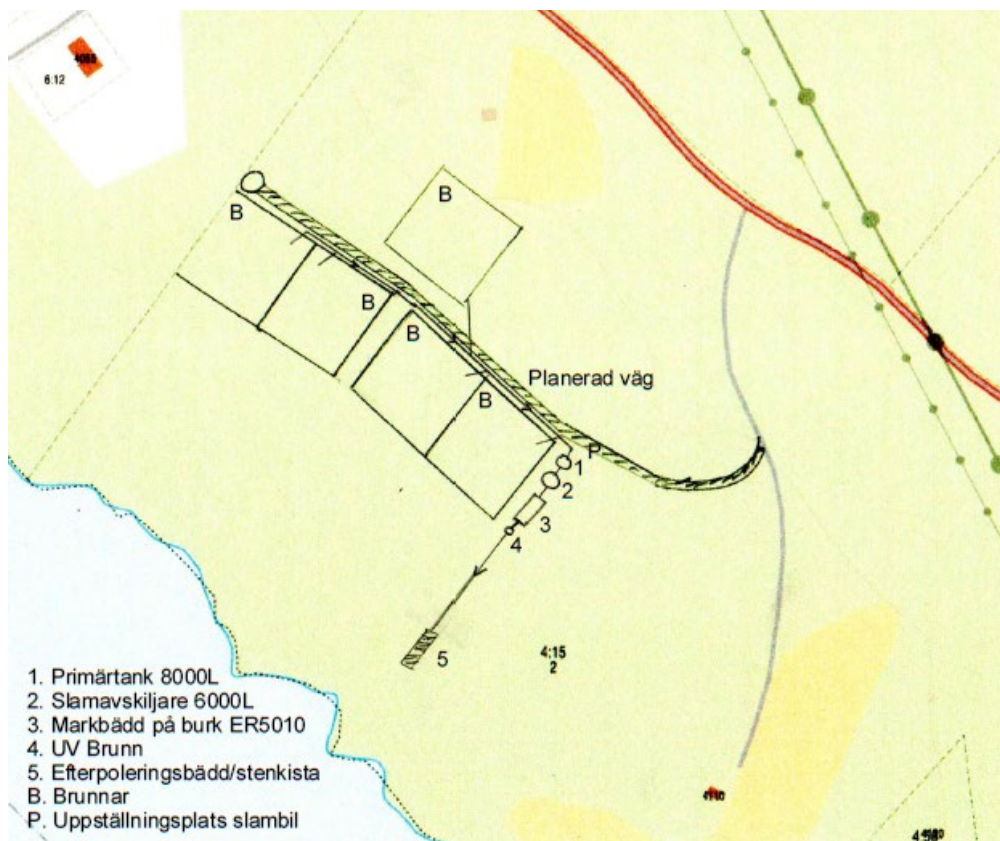 4088
6:12
B
B
B
B
B
Planerad väg
P
1
2
3
4
5
4:15
2
1. Primärtank 8000L
2. Slamavskiljare 6000L
3. Markbädd på burk ER5010
4. UV Brunn
5. Efterpoleringsbädd/stenkista
B. Brunnar
P. Uppställningsplats slambil